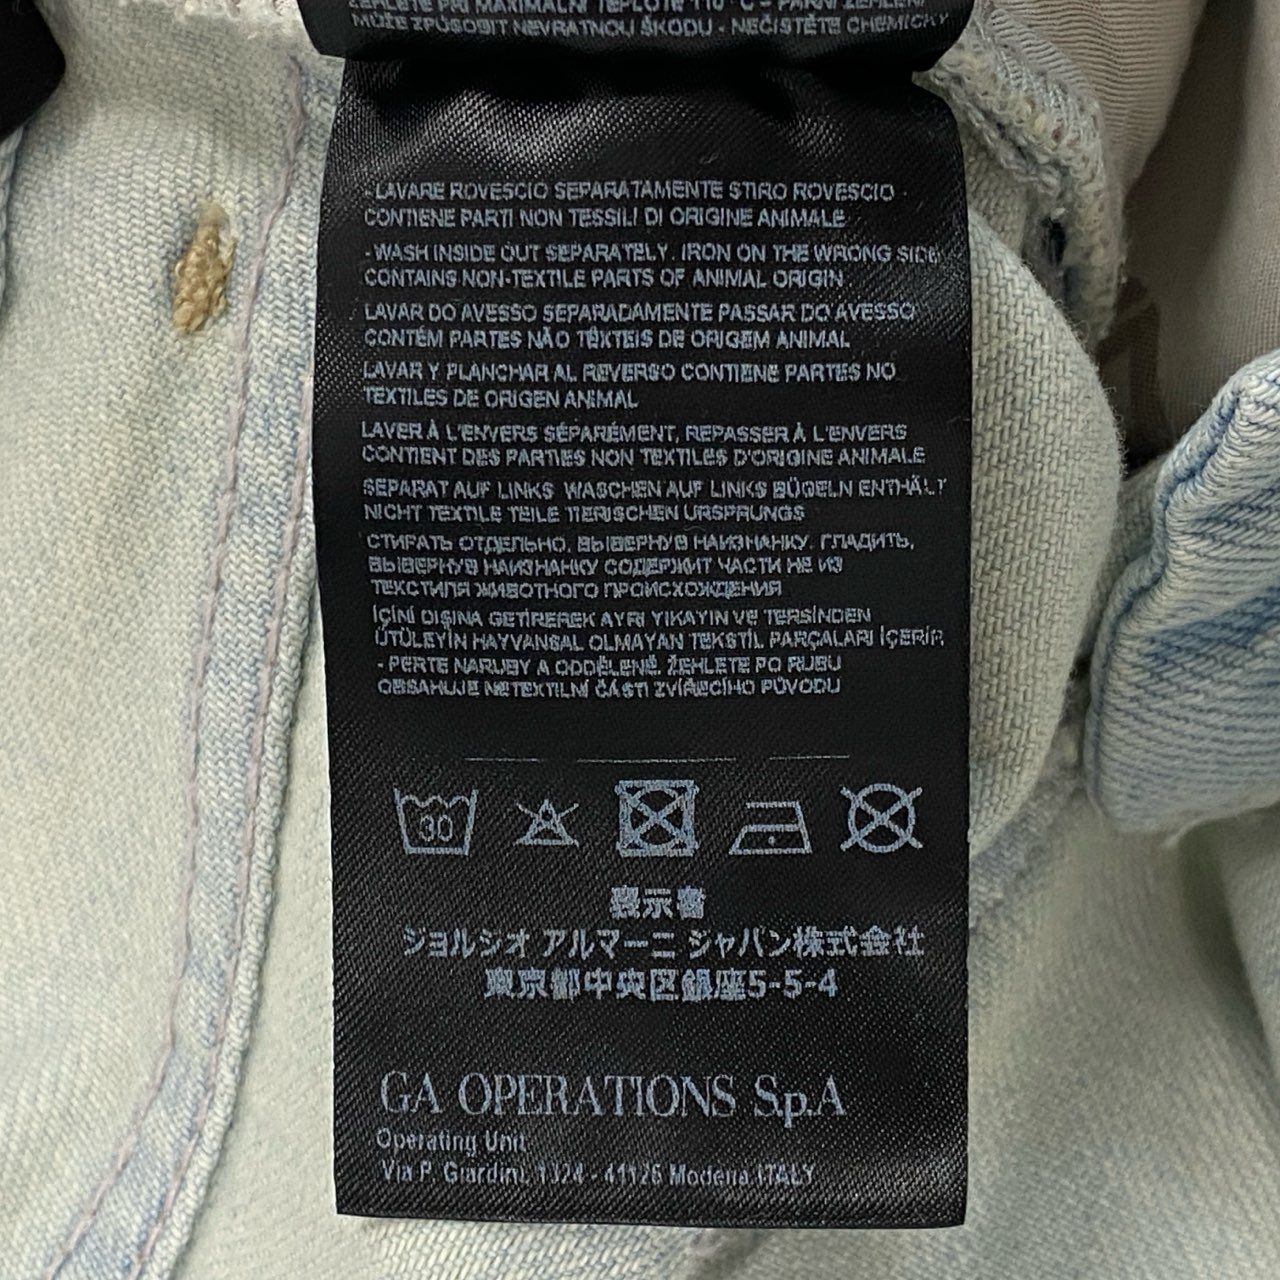 ŽEHLETE PŘI MAXIMÁLNÍ TEPLOTĚ 110 °C - PARNÍ ŽEHLENÍ
MŮŽE ZPŮSOBIT NEVRATNOU ŠKODU - NEČISTĚTE CHEMICKY
- LAVARE ROVESCIO SEPARATAMENTE STIRO ROVESCIO -
CONTIENE PARTI NON TESSILI DI ORIGINE ANIMALE
- WASH INSIDE OUT SEPARATELY. IRON ON THE WRONG SIDE
CONTAINS NON-TEXTILE PARTS OF ANIMAL ORIGIN
LAVAR DO AVESSO SEPARADAMENTE PASSAR DO AVESSO
CONTÉM PARTES NÃO TÊXTEIS DE ORIGEM ANIMAL
LAVAR Y PLANCHAR AL REVERSO CONTIENE PARTES NO
TEXTILES DE ORIGEN ANIMAL
LAVER À L'ENVERS SÉPARÉMENT, REPASSER À L'ENVERS
CONTIENT DES PARTIES NON TEXTILES D'ORIGINE ANIMALE
SEPARAT AUF LINKS WASCHEN AUF LINKS BÜGELN ENTHÄLT
NICHT TEXTILE TEILE TIERISCHEN URSPRUNGS
СТИРАТЬ ОТДЕЛЬНО, ВЫВЕРНУВ НАИЗНАНКУ. ГЛАДИТЬ,
ВЫВЕРНУВ НАИЗНАНКУ СОДЕРЖИТ ЧАСТИ НЕ ИЗ
ТЕКСТИЛЯ ЖИВОТНОГО ПРОИСХОЖДЕНИЯ
İÇİNİ DIŞINA GETİREREK AYRI YIKAYIN VE TERSİNDEN
ÜTÜLEYİN HAYVANSAL OLMAYAN TEKSTİL PARÇALARI İÇERİR
- PERTE NARUBY A ODDĚLENĚ. ŽEHLETE PO RUBU
OBSAHUJE NETEXTILNÍ ČÁSTI ZVÍŘECÍHO PŮVODU
30
表示者
ジョルジオ アルマーニ ジャパン株式会社
東京都中央区銀座5-5-4
GA OPERATIONS S.p.A
Operating Unit
Via P. Giardini, 1324 - 41126 Modena ITALY